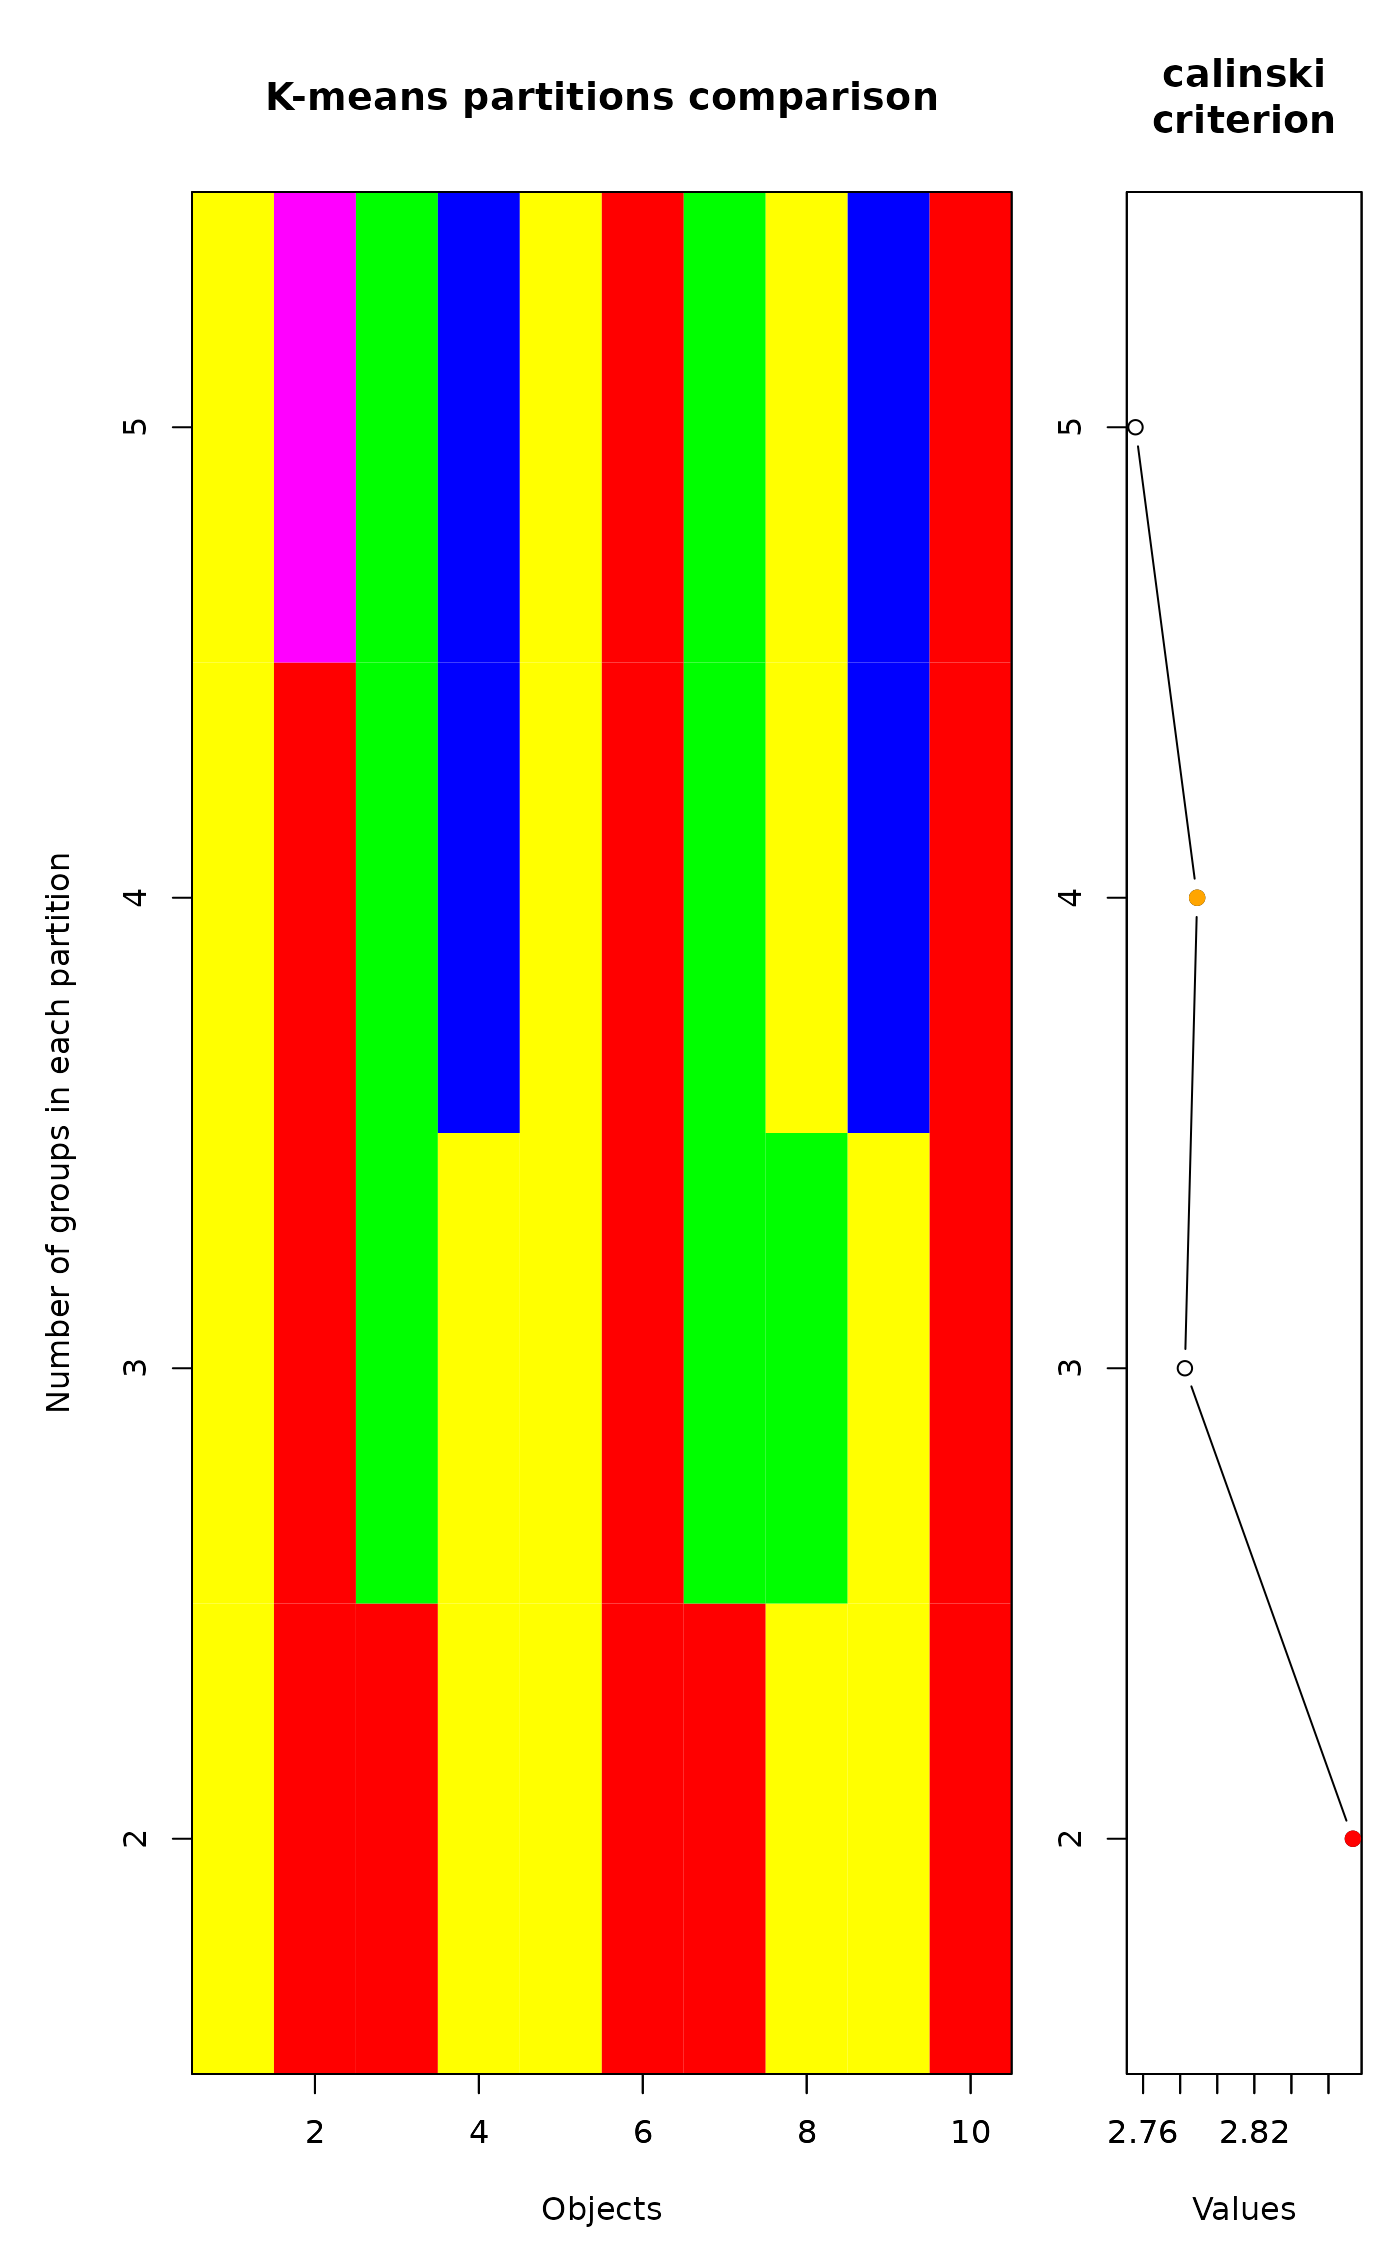 K-means partitions comparison
calinski
criterion
Number of groups in each partition
5
4
3
2
2 4 6 8 10
Objects
5
4
3
2
2.76 2.82
Values